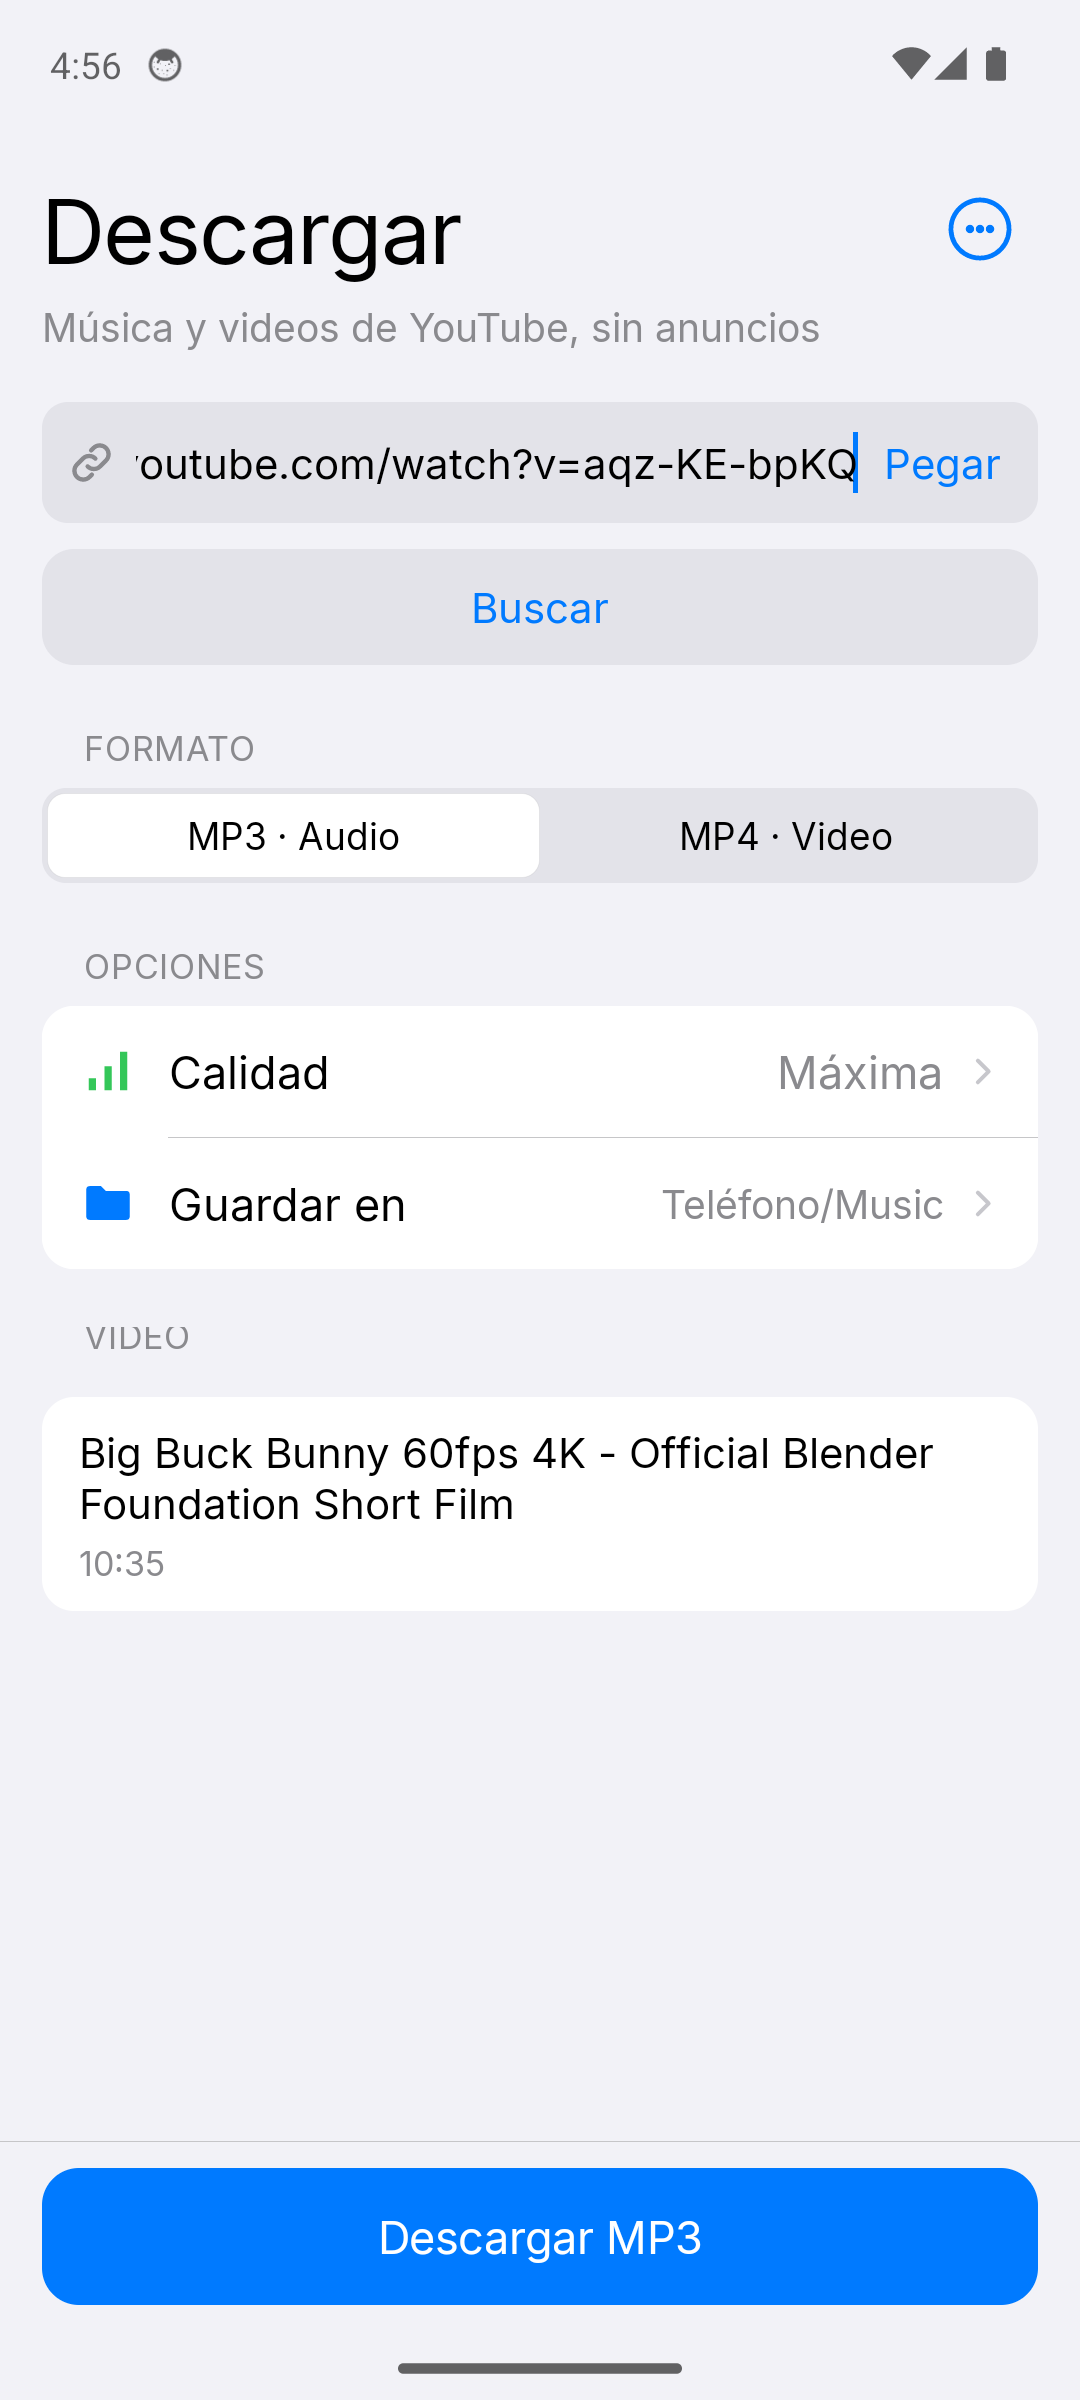 4:56
Descargar
Música y videos de YouTube, sin anuncios
youtube.com/watch?v=aqz-KE-bpKQ Pegar
Buscar
FORMATO
MP3 · Audio MP4 · Video
OPCIONES
Calidad Máxima
Guardar en Teléfono/Music
VIDEO
Big Buck Bunny 60fps 4K - Official Blender
Foundation Short Film
10:35
Descargar MP3